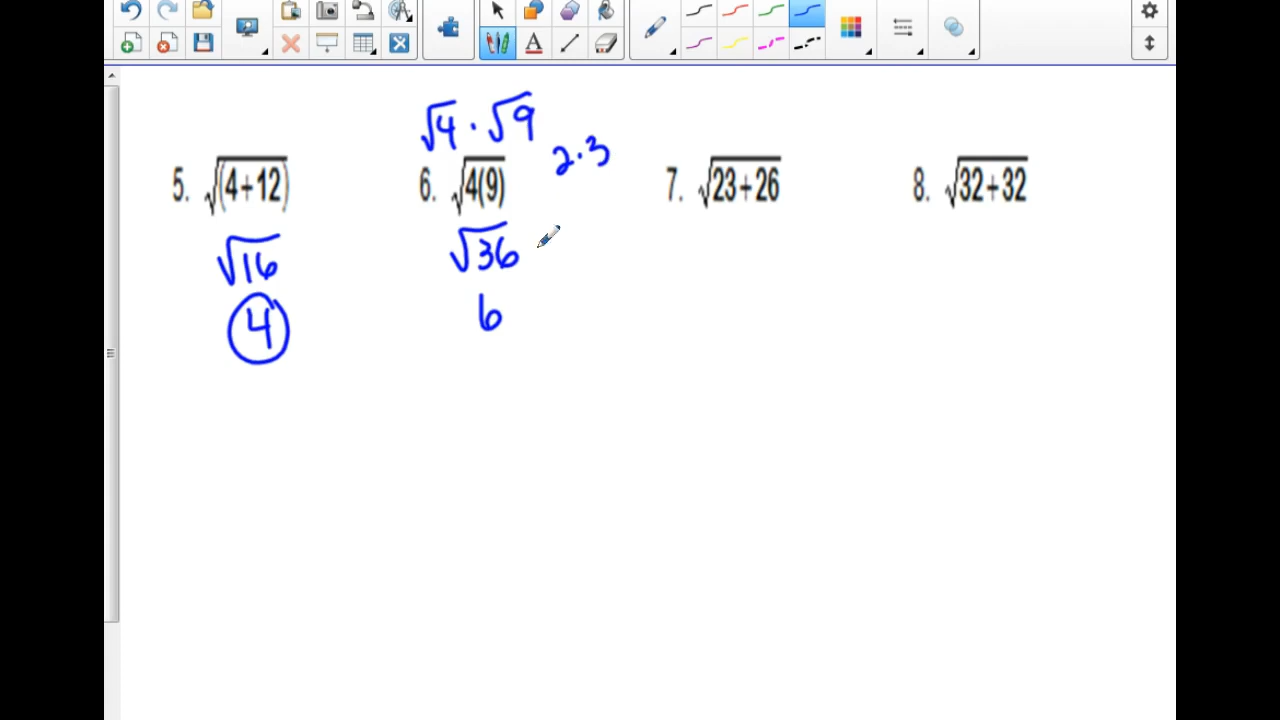 √4 · √9
2·3
5. √(4+12) 6. √4(9) 7. √23+26 8. √32+32
√16 √36
4 6